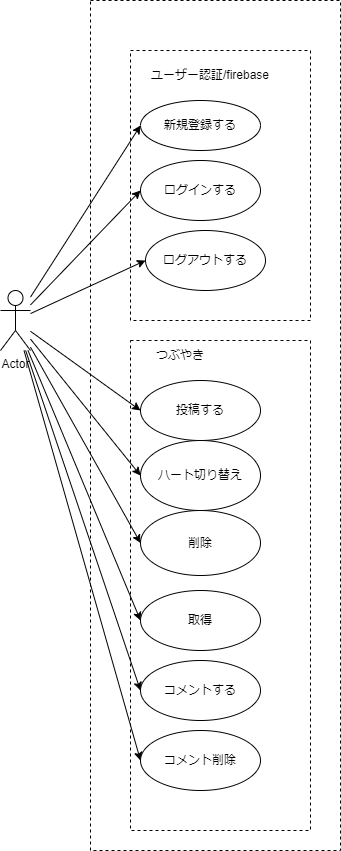 ユーザー認証/firebase
新規登録する
ログインする
ログアウトする
Actor
つぶやき
投稿する
ハート切り替え
削除
取得
コメントする
コメント削除